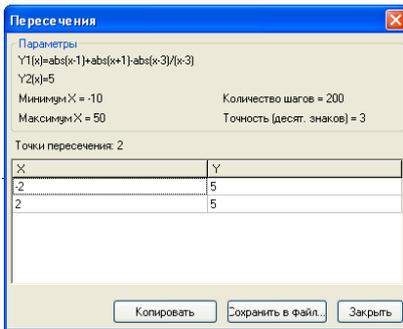 Пересечения
Параметры
Y1(x)=abs(x-1)+abs(x+1)-abs(x-3)/(x-3)
Y2(x)=5
Минимум X = -10 Количество шагов = 200
Максимум X = 50 Точность (десят. знаков) = 3
Точки пересечения: 2
X Y
-2 5
2 5
Копировать Сохранить в файл... Закрыть